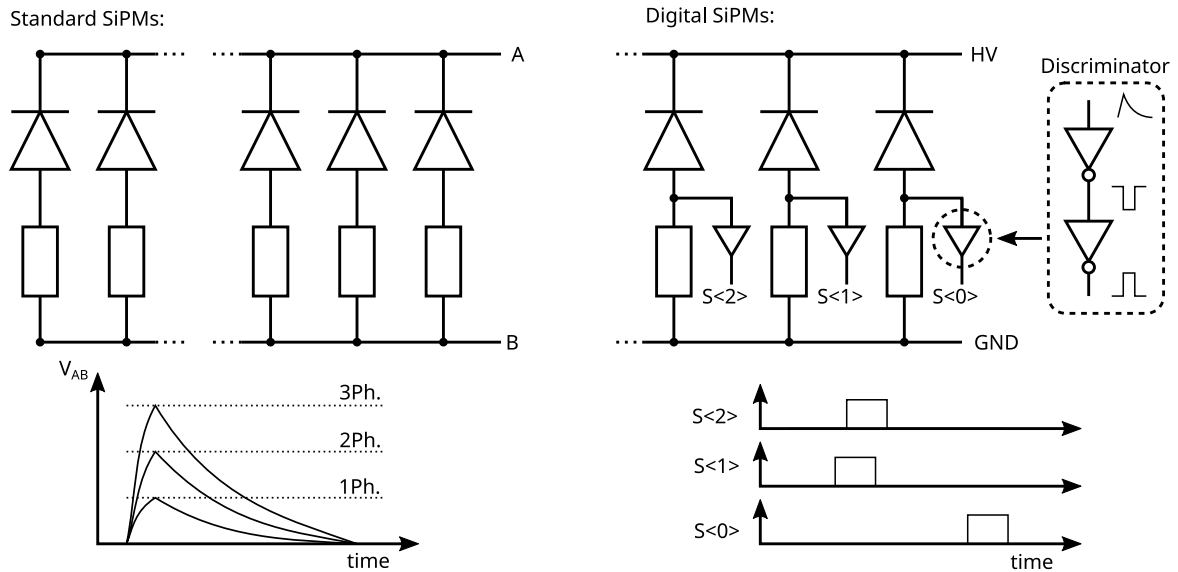 Standard SiPMs:
A
B
V_AB
3Ph.
2Ph.
1Ph.
time
Digital SiPMs:
HV
Discriminator
S<2>
S<1>
S<0>
GND
S<2>
S<1>
S<0>
time